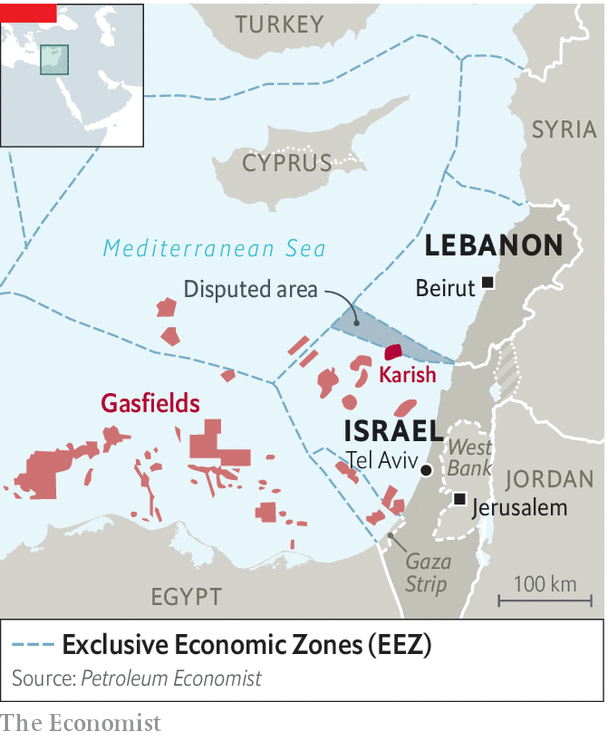 TURKEY
SYRIA
CYPRUS
Mediterranean Sea
LEBANON
Disputed area
Beirut
Karish
Gasfields
ISRAEL
Tel Aviv
West
Bank
JORDAN
Jerusalem
Gaza
Strip
EGYPT
100 km
Exclusive Economic Zones (EEZ)
Source: Petroleum Economist
The Economist